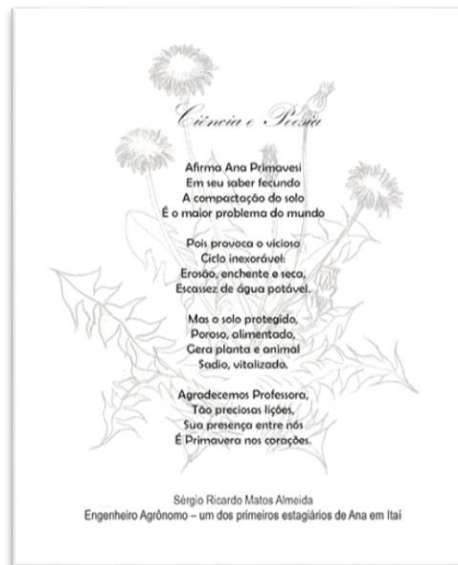 Ciência e Poesia
Afirma Ana Primavesi
Em seu saber fecundo
A compactação do solo
É o maior problema do mundo
Pois provoca o vicioso
Ciclo inexorável:
Erosão, enchente e seca,
Escassez de água potável.
Mas o solo protegido,
Poroso, alimentado,
Gera planta e animal
Sadio, vitalizado.
Agradecemos Professora,
Tão preciosas lições,
Sua presença entre nós
É Primavera nos corações.
Sérgio Ricardo Matos Almeida
Engenheiro Agrônomo – um dos primeiros estagiários de Ana em Itaí